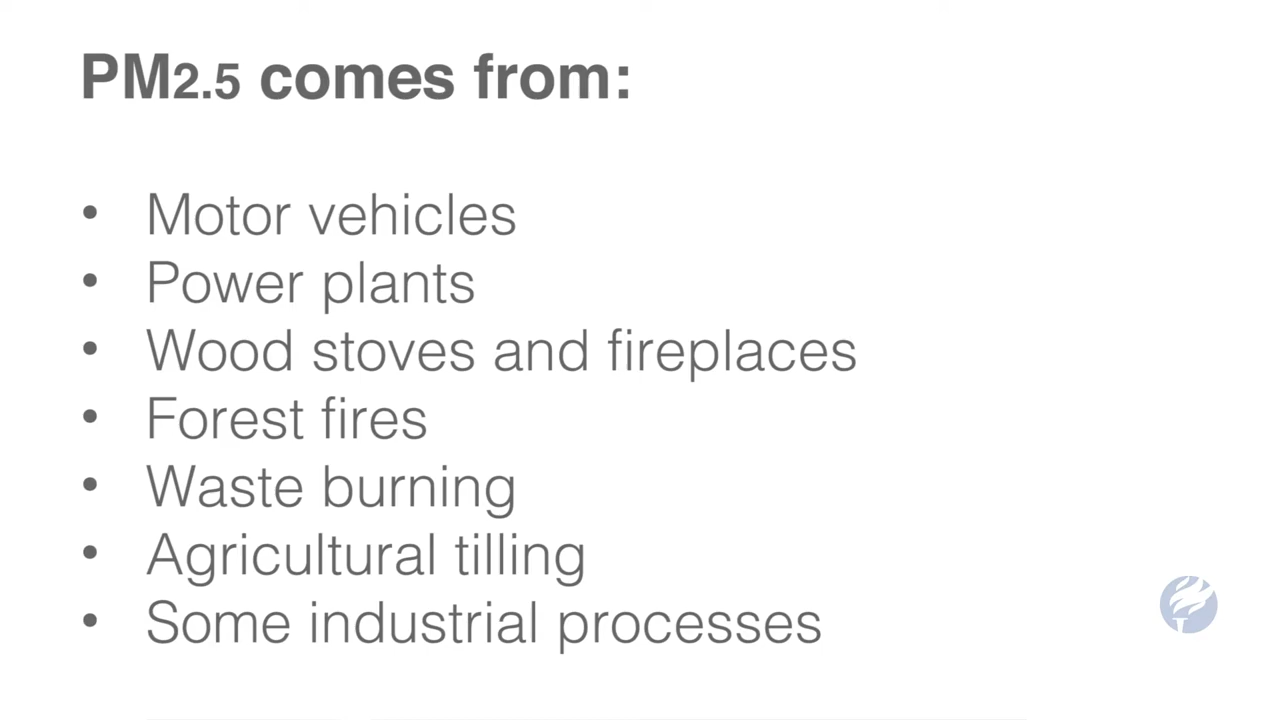 PM2.5 comes from:
• Motor vehicles
• Power plants
• Wood stoves and fireplaces
• Forest fires
• Waste burning
• Agricultural tilling
• Some industrial processes